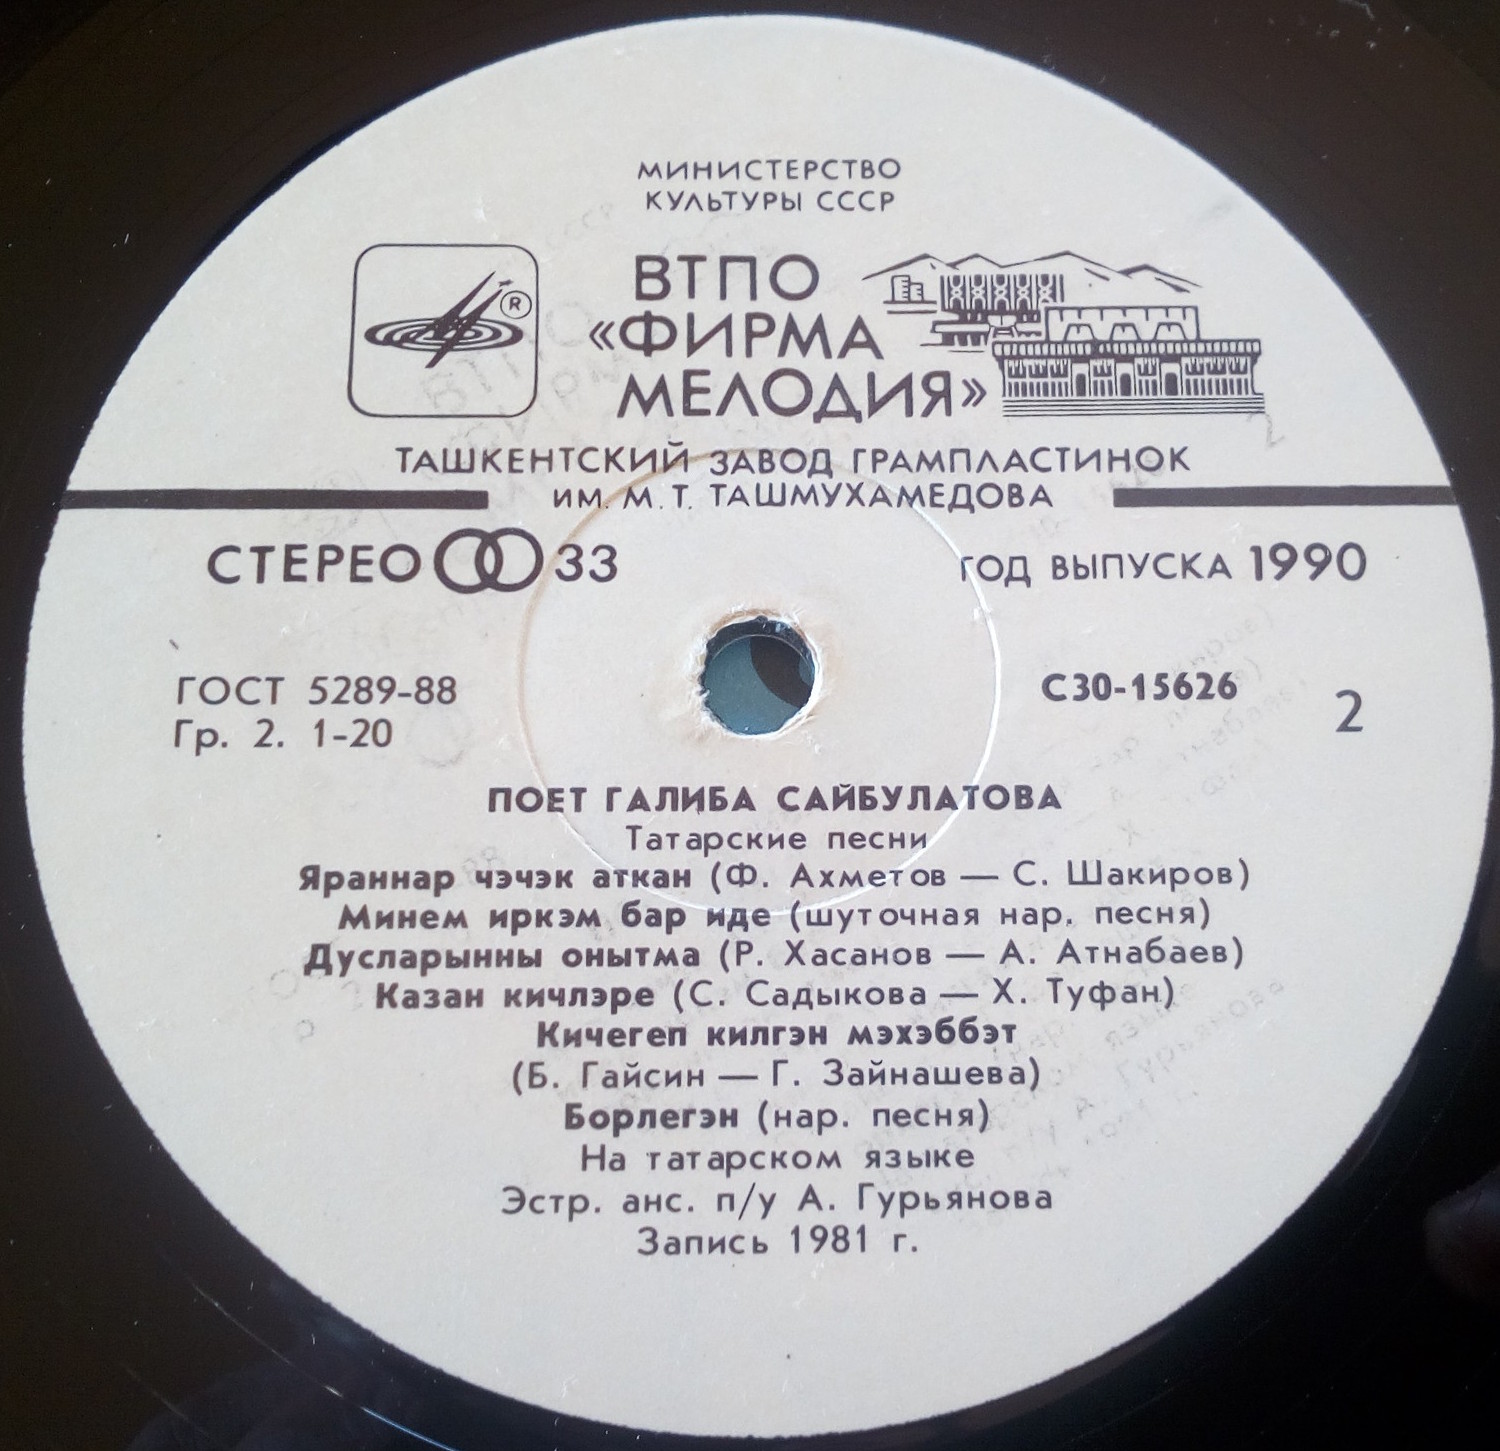 МИНИСТЕРСТВО
КУЛЬТУРЫ СССР
ВТПО
«ФИРМА
МЕЛОДИЯ»
®
ТАШКЕНТСКИЙ ЗАВОД ГРАМПЛАСТИНОК
ИМ. М. Т. ТАШМУХАМЕДОВА
СТЕРЕО 33
ГОД ВЫПУСКА 1990
ГОСТ 5289-88
Гр. 2. 1-20
С30-15626
2
ПОЕТ ГАЛИБА САЙБУЛАТОВА
Татарские песни
Яраннар чэчэк аткан (Ф. Ахметов — С. Шакиров)
Минем иркэм бар иде (шуточная нар. песня)
Дусларынны онытма (Р. Хасанов — А. Атнабаев)
Казан кичлэре (С. Садыкова — Х. Туфан)
Кичегеп килгэн мэхэббэт
(Б. Гайсин — Г. Зайнашева)
Борлегэн (нар. песня)
На татарском языке
Эстр. анс. п/у А. Гурьянова
Запись 1981 г.